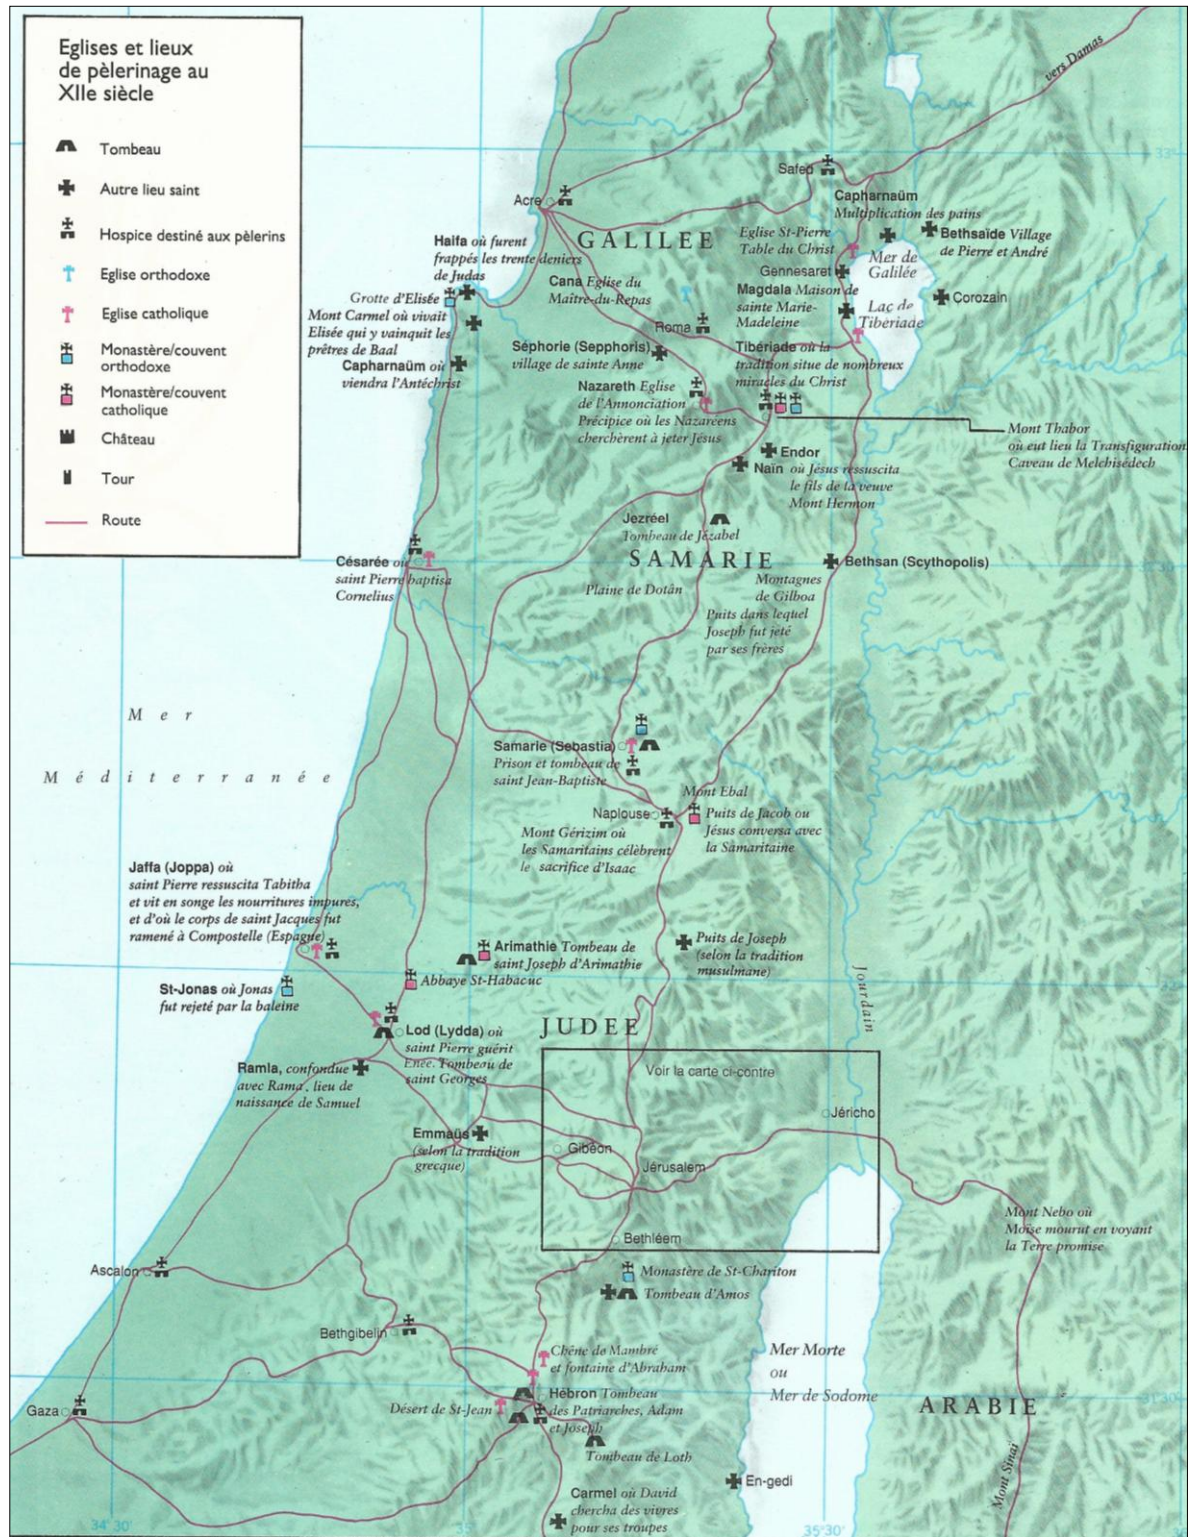 Eglises et lieux
de pèlerinage au
XIIe siècle
Tombeau
Autre lieu saint
Hospice destiné aux pèlerins
Eglise orthodoxe
Eglise catholique
Monastère/couvent
orthodoxe
Monastère/couvent
catholique
Château
Tour
Route
vers Damas
33°
Safed
Acre
Capharnaüm
Multiplication des pains
GALILEE
Eglise St-Pierre
Table du Christ
Bethsaïde Village
de Pierre et André
Mer de
Galilée
Haifa où furent
frappés les trente deniers
de Judas
Gennesaret
Cana Eglise du
Maître-du-Repas
Magdala Maison de
sainte Marie-
Madeleine
Corozain
Lac de
Tibériade
Grotte d'Elisée
Mont Carmel où vivait
Elisée qui y vainquit les
prêtres de Baal
Roma
Séphorie (Sepphoris)
village de sainte Anne
Tibériade où la
tradition situe de nombreux
miracles du Christ
Capharnaüm où
viendra l'Antéchrist
Nazareth Eglise
de l'Annonciation
Précipice où les Nazaréens
cherchèrent à jeter Jésus
Mont Thabor
où eut lieu la Transfiguration
Caveau de Melchisédech
Endor
Naïn où Jésus ressuscita
le fils de la veuve
Mont Hermon
Jezréel
Tombeau de Jézabel
SAMARIE
Césarée où
saint Pierre baptisa
Cornelius
Bethsan (Scythopolis)
Plaine de Dotân
Montagnes
de Gilboa
Puits dans lequel
Joseph fut jeté
par ses frères
Mer
Méditerranée
Samarie (Sebastia)
Prison et tombeau de
saint Jean-Baptiste
Mont Ebal
Naplouse
Puits de Jacob ou
Jésus conversa avec
la Samaritaine
Mont Gérizim où
les Samaritains célèbrent
le sacrifice d'Isaac
Jaffa (Joppa) où
saint Pierre ressuscita Tabitha
et vit en songe les nourritures impures,
et d'où le corps de saint Jacques fut
ramené à Compostelle (Espagne)
Puits de Joseph
(selon la tradition
musulmane)
Arimathie Tombeau de
saint Joseph d'Arimathie
Abbaye St-Habacuc
St-Jonas où Jonas
fut rejeté par la baleine
Jourdain
32°
JUDEE
Lod (Lydda) où
saint Pierre guérit
Enée. Tombeau de
saint Georges
Ramla, confondue
avec Rama, lieu de
naissance de Samuel
Voir la carte ci-contre
Jéricho
Emmaüs
(selon la tradition
grecque)
Gibéon
Jérusalem
Mont Nebo où
Moïse mourut en voyant
la Terre promise
Bethléem
Ascalon
Monastère de St-Chariton
Tombeau d'Amos
Bethgibelin
Chêne de Mambré
et fontaine d'Abraham
Mer Morte
ou
Mer de Sodome
Gaza
Désert de St-Jean
Hébron Tombeau
des Patriarches, Adam
et Joseph
ARABIE
31°30'
Tombeau de Loth
En-gedi
Mont Sinaï
Carmel où David
chercha des vivres
pour ses troupes
34°30'
35°
35°30'